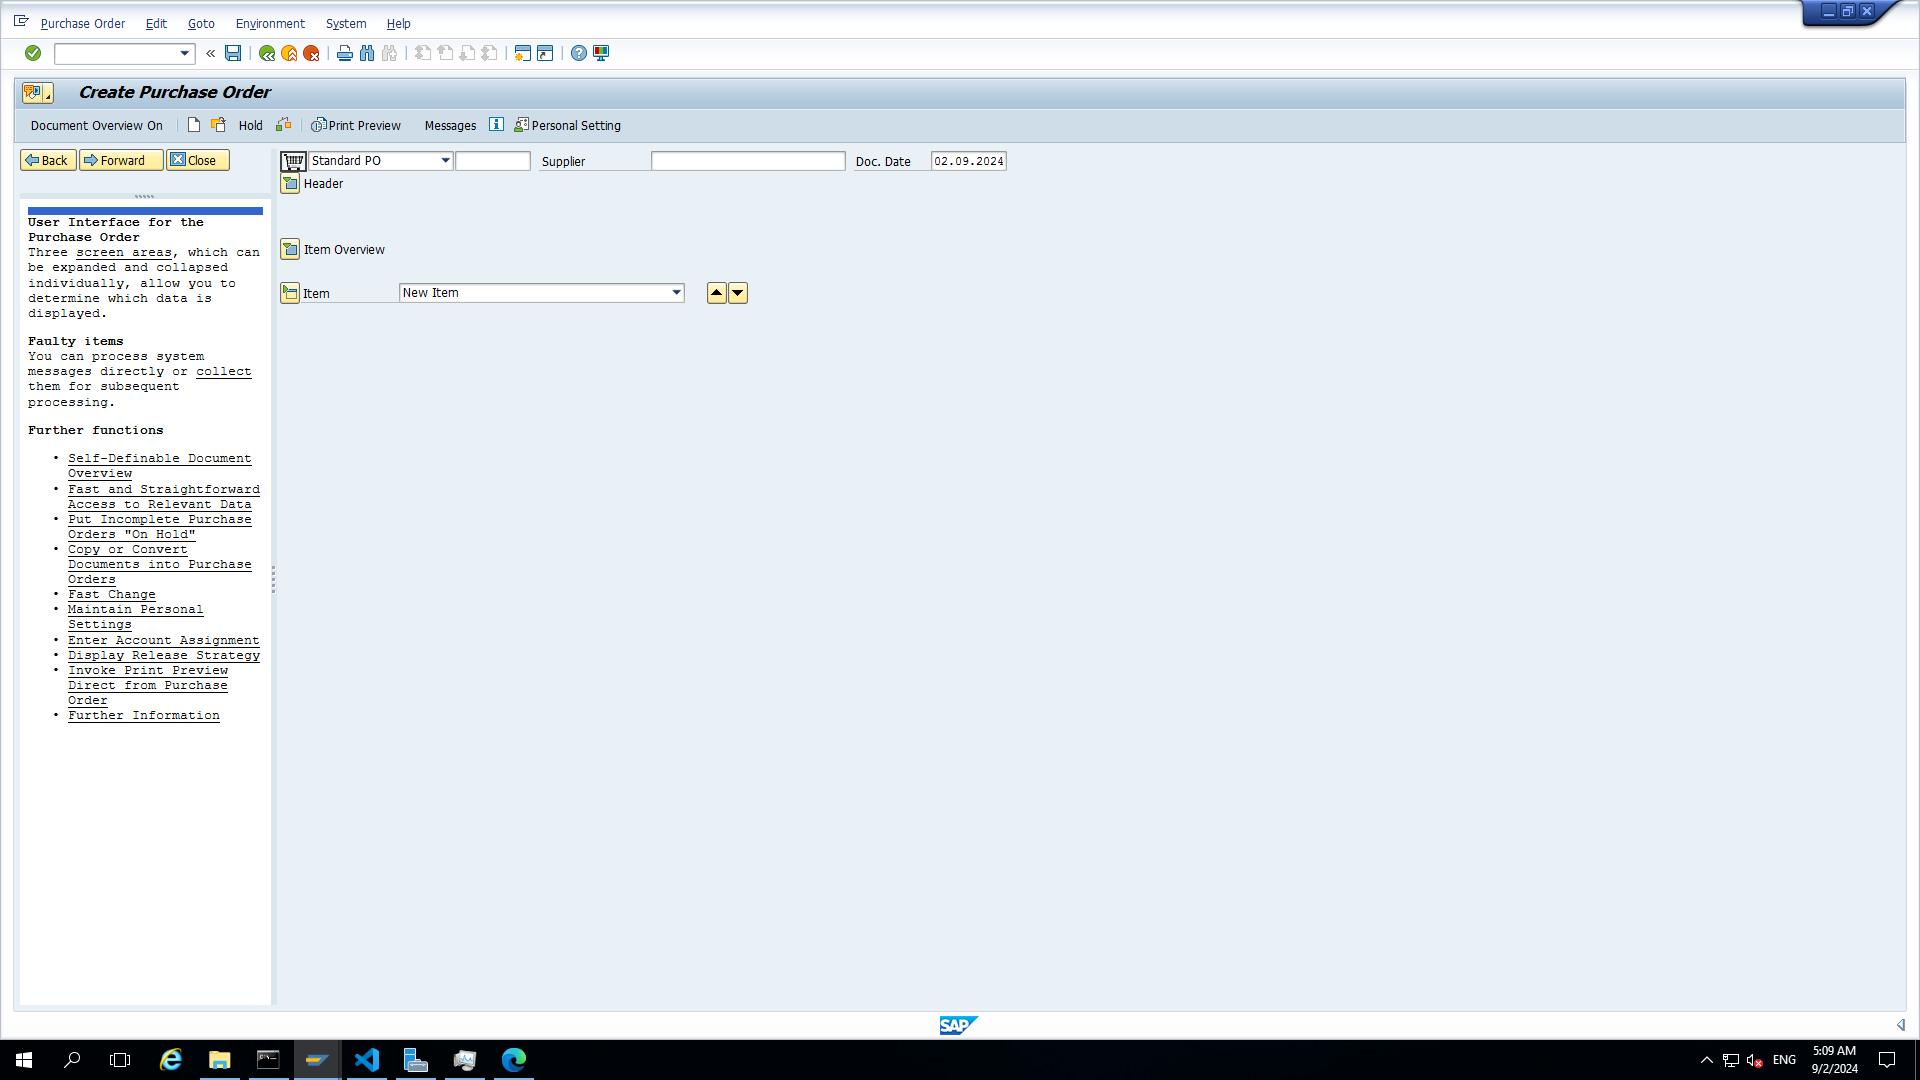 Purchase Order Edit Goto Environment System Help
Create Purchase Order
Document Overview On Hold Print Preview Messages Personal Setting
Back Forward Close
Standard PO Supplier Doc. Date 02.09.2024
Header
Item Overview
Item New Item
User Interface for the
Purchase Order
Three screen areas, which can
be expanded and collapsed
individually, allow you to
determine which data is
displayed.
Faulty items
You can process system
messages directly or collect
them for subsequent
processing.
Further functions
• Self-Definable Document
Overview
• Fast and Straightforward
Access to Relevant Data
• Put Incomplete Purchase
Orders "On Hold"
• Copy or Convert
Documents into Purchase
Orders
• Fast Change
• Maintain Personal
Settings
• Enter Account Assignment
• Display Release Strategy
• Invoke Print Preview
Direct from Purchase
Order
• Further Information
SAP
ENG
5:09 AM
9/2/2024